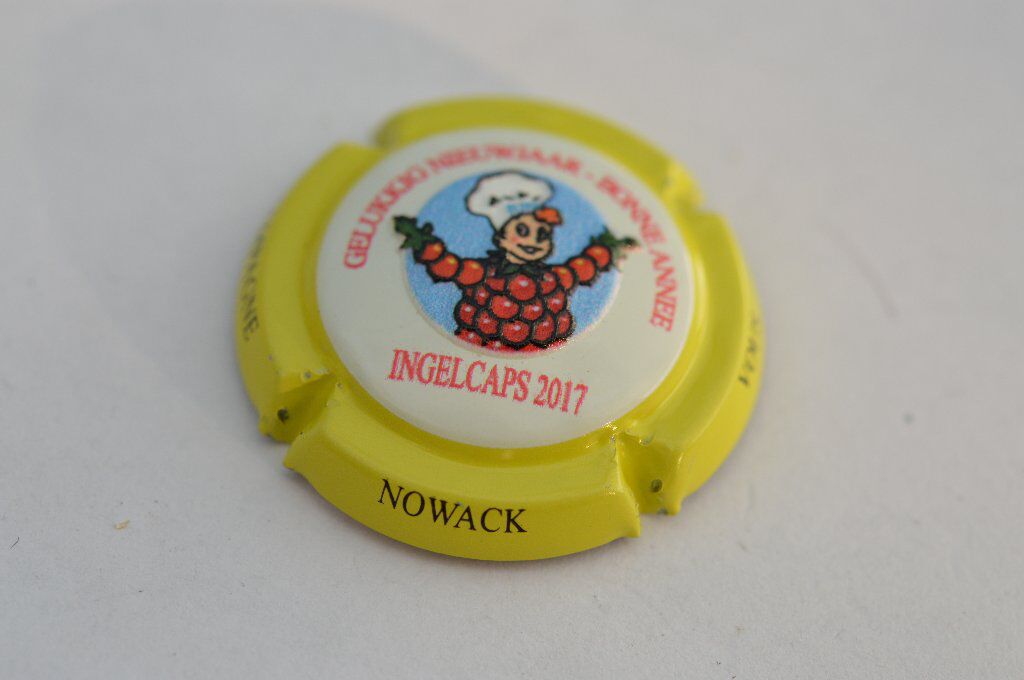 GELUKKIG NIEUWJAAR - BONNE ANNEE
INGELCAPS 2017
NOWACK